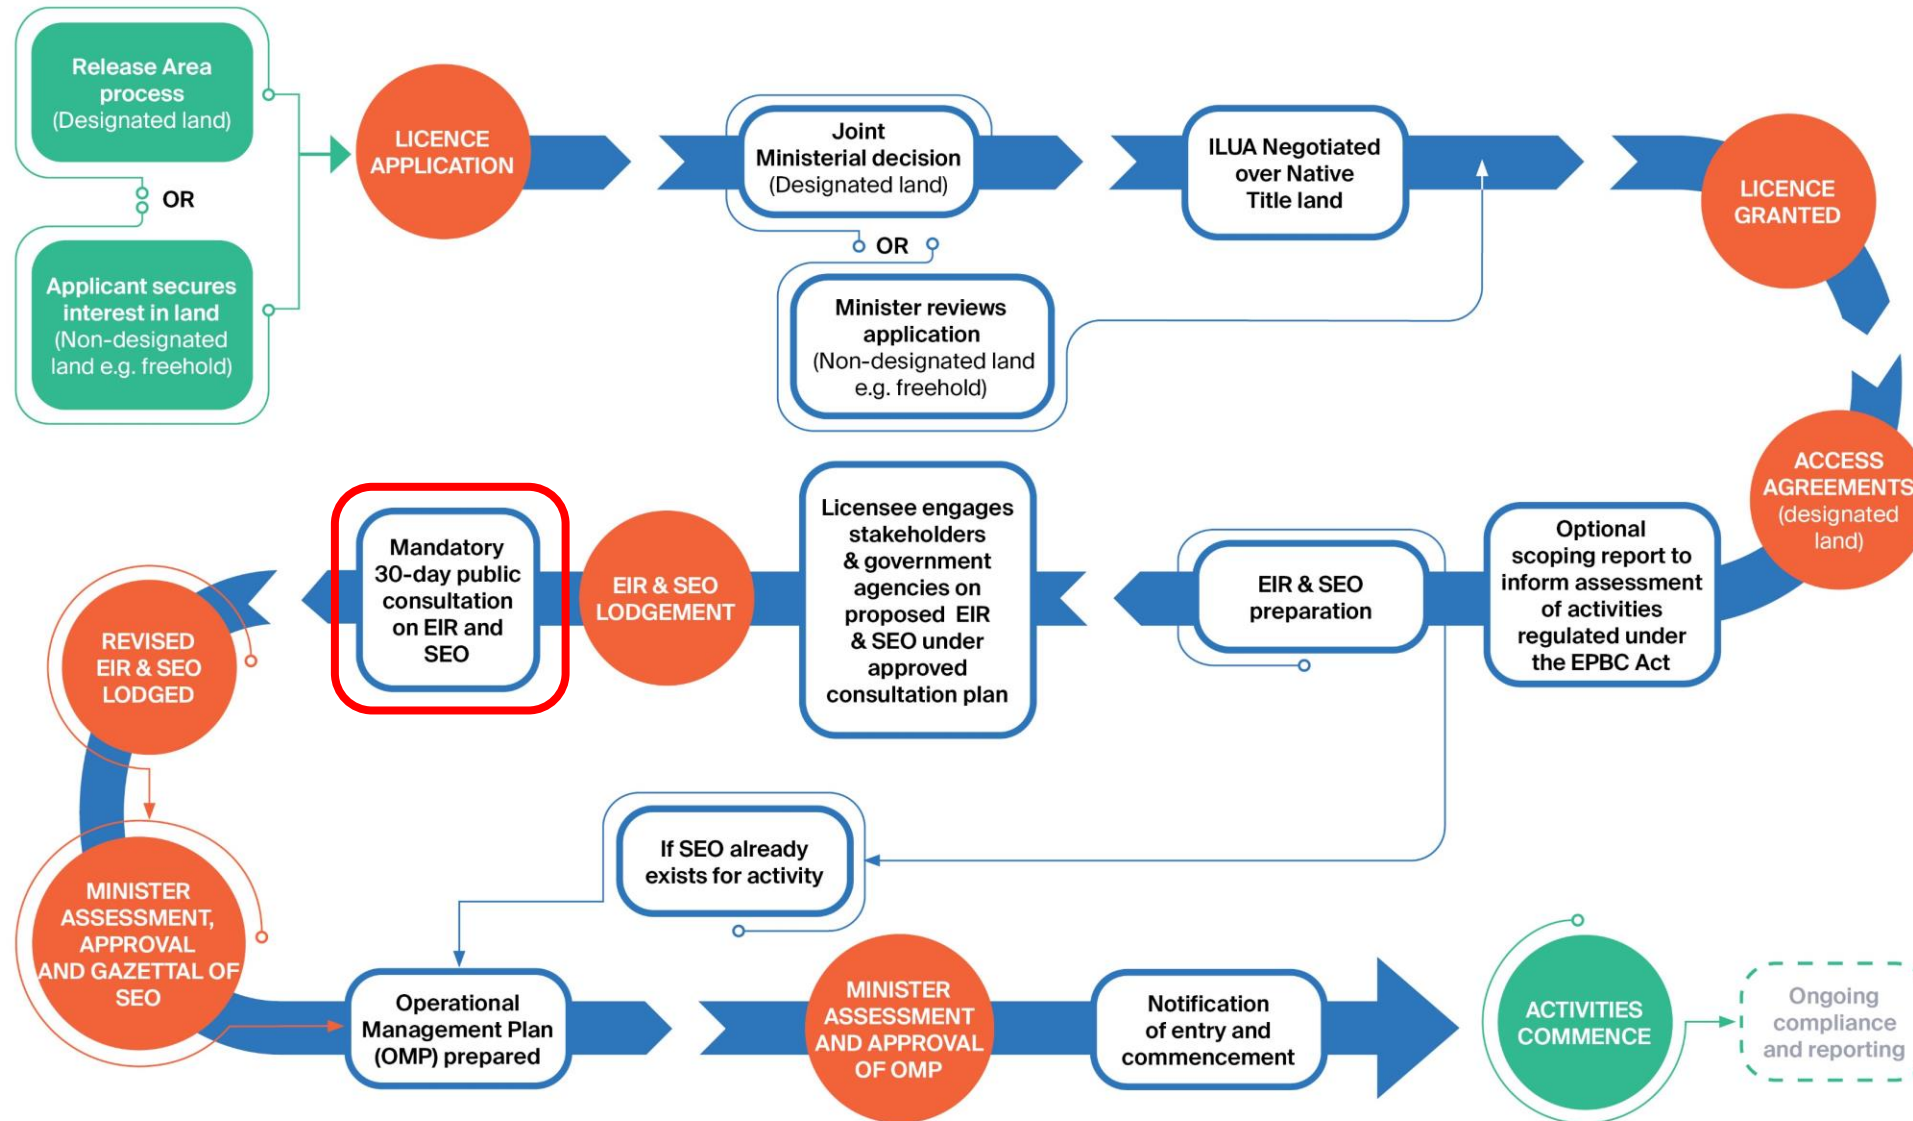 Release Area
process
(Designated land)
OR
Applicant secures
interest in land
(Non-designated
land e.g. freehold)
LICENCE
APPLICATION
Joint
Ministerial decision
(Designated land)
OR
Minister reviews
application
(Non-designated land
e.g. freehold)
ILUA Negotiated
over Native
Title land
LICENCE
GRANTED
ACCESS
AGREEMENTS
(designated
land)
Optional
scoping report to
inform assessment
of activities
regulated under
the EPBC Act
EIR & SEO
preparation
Licensee engages
stakeholders
& government
agencies on
proposed EIR
& SEO under
approved
consultation plan
EIR & SEO
LODGEMENT
Mandatory
30-day public
consultation
on EIR and
SEO
REVISED
EIR & SEO
LODGED
MINISTER
ASSESSMENT,
APPROVAL
AND GAZETTAL OF
SEO
If SEO already
exists for activity
Operational
Management Plan
(OMP) prepared
MINISTER
ASSESSMENT
AND APPROVAL
OF OMP
Notification
of entry and
commencement
ACTIVITIES
COMMENCE
Ongoing
compliance
and reporting